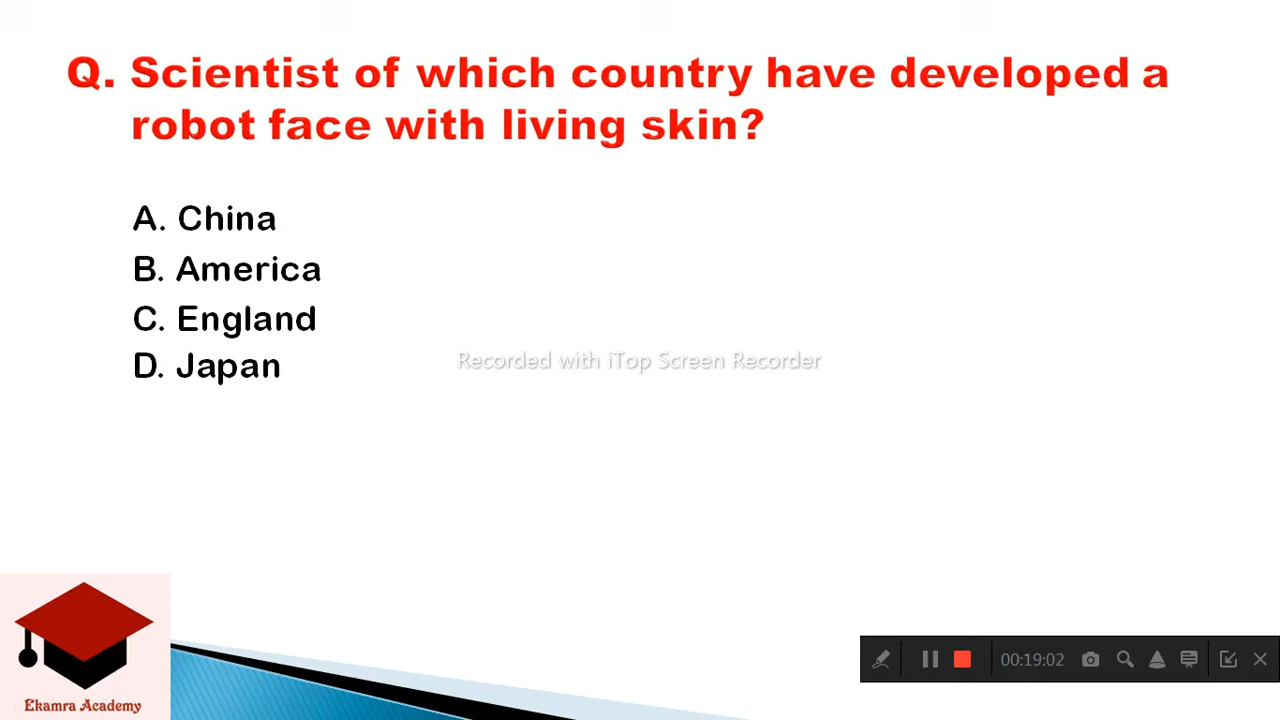 Q. Scientist of which country have developed a
robot face with living skin?
A. China
B. America
C. England
D. Japan
Recorded with iTop Screen Recorder
Ekamra Academy
00:19:02